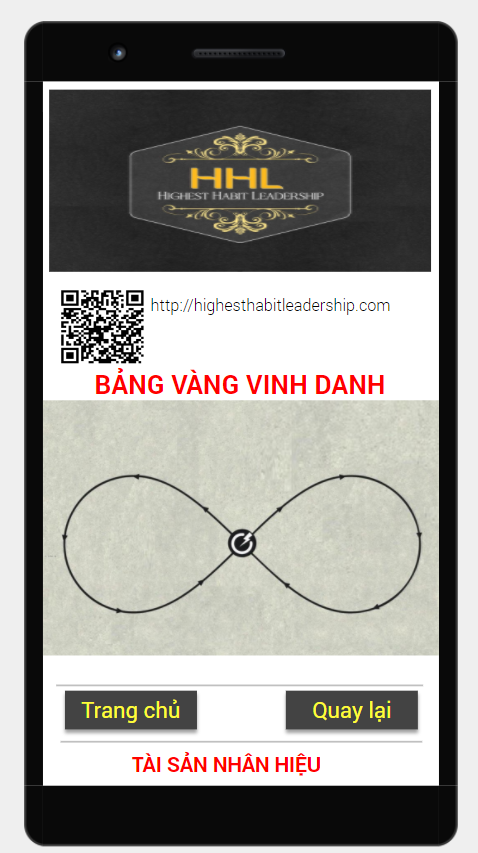 HHL
HIGHEST HABIT LEADERSHIP
http://highesthabitleadership.com
BẢNG VÀNG VINH DANH
Trang chủ
Quay lại
TÀI SẢN NHÂN HIỆU